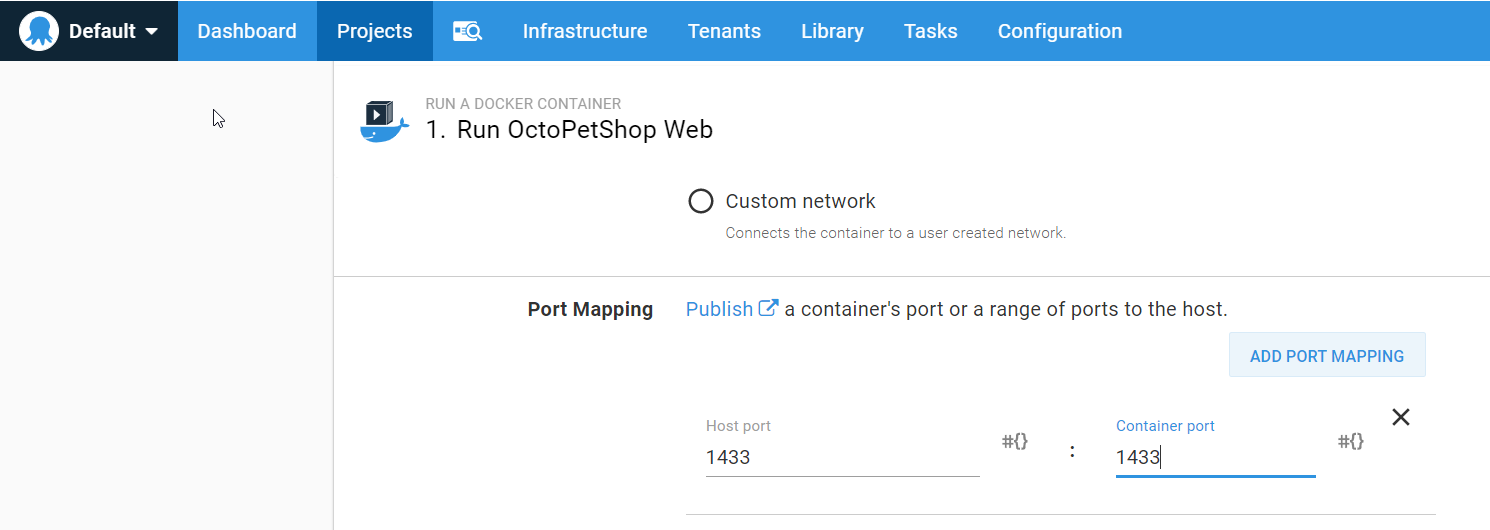 Default Dashboard Projects Infrastructure Tenants Library Tasks Configuration
RUN A DOCKER CONTAINER
1. Run OctoPetShop Web
Custom network
Connects the container to a user created network.
Port Mapping Publish a container's port or a range of ports to the host.
ADD PORT MAPPING
Host port #{} Container port #{}
1433 : 1433